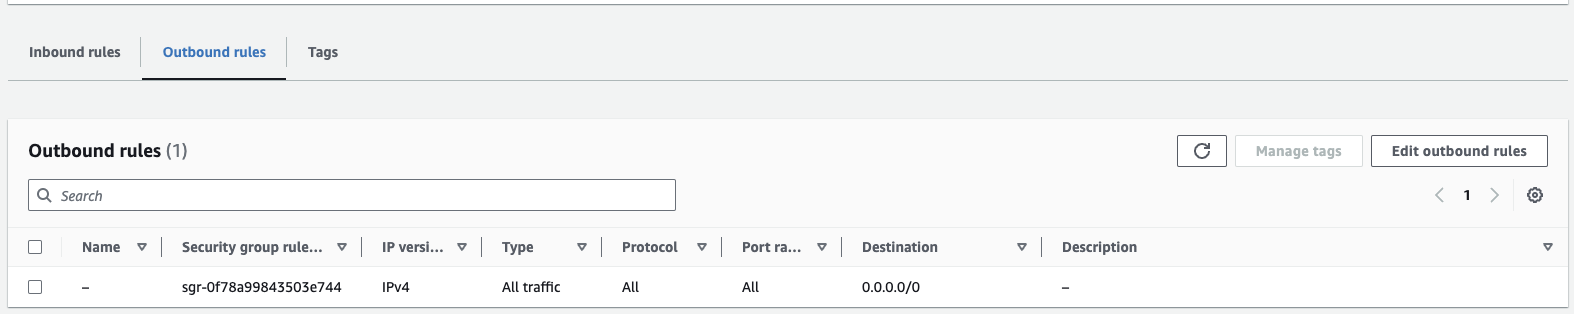 Inbound rules Outbound rules Tags
Outbound rules (1) Manage tags Edit outbound rules
Search 1
Name Security group rule... IP versi... Type Protocol Port ra... Destination Description
– sgr-0f78a99843503e744 IPv4 All traffic All All 0.0.0.0/0 –